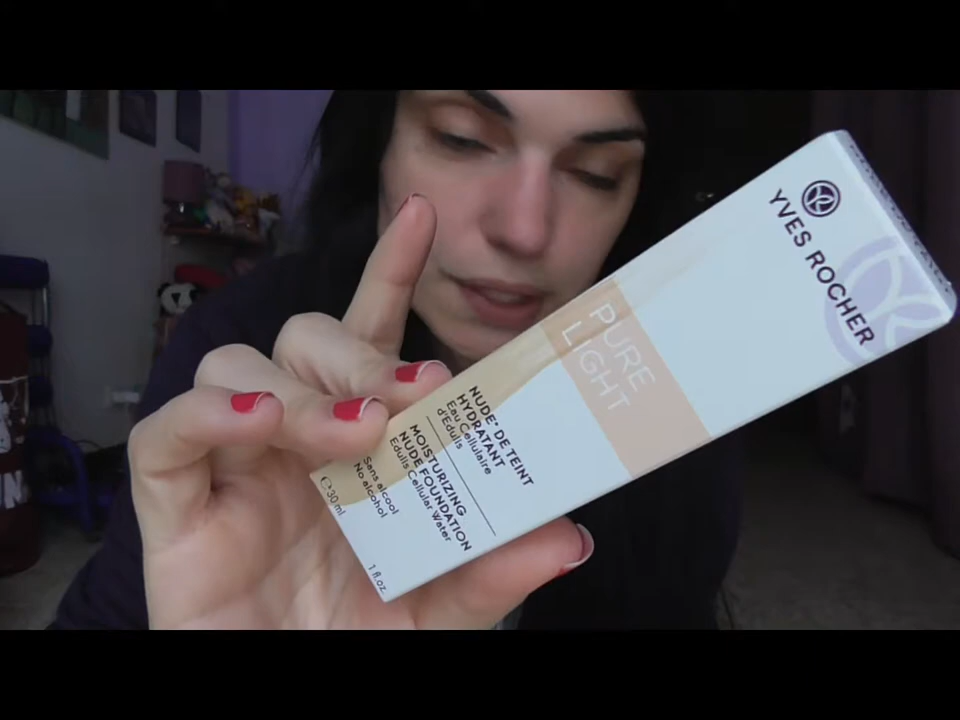 YVES ROCHER
PURE
LIGHT
NUDE* DE TEINT
HYDRATANT
Eau Cellulaire
d'Edulis
MOISTURIZING
NUDE FOUNDATION
Edulis Cellular Water
Sans alcool
No alcohol
℮30 ml
1 fl.oz.